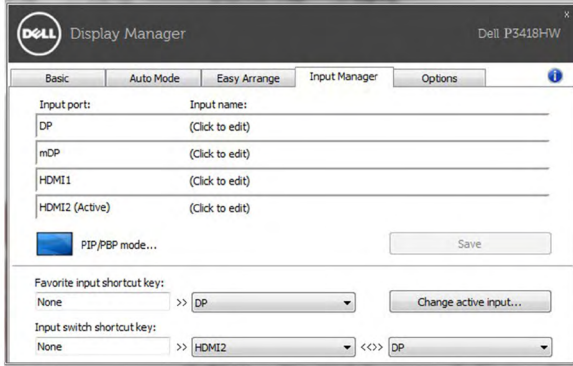 DELL Display Manager Dell P3418HW x
Basic Auto Mode Easy Arrange Input Manager Options i
Input port: Input name:
DP (Click to edit)
mDP (Click to edit)
HDMI1 (Click to edit)
HDMI2 (Active) (Click to edit)
PIP/PBP mode... Save
Favorite input shortcut key:
None >> DP Change active input...
Input switch shortcut key:
None >> HDMI2 <<>> DP